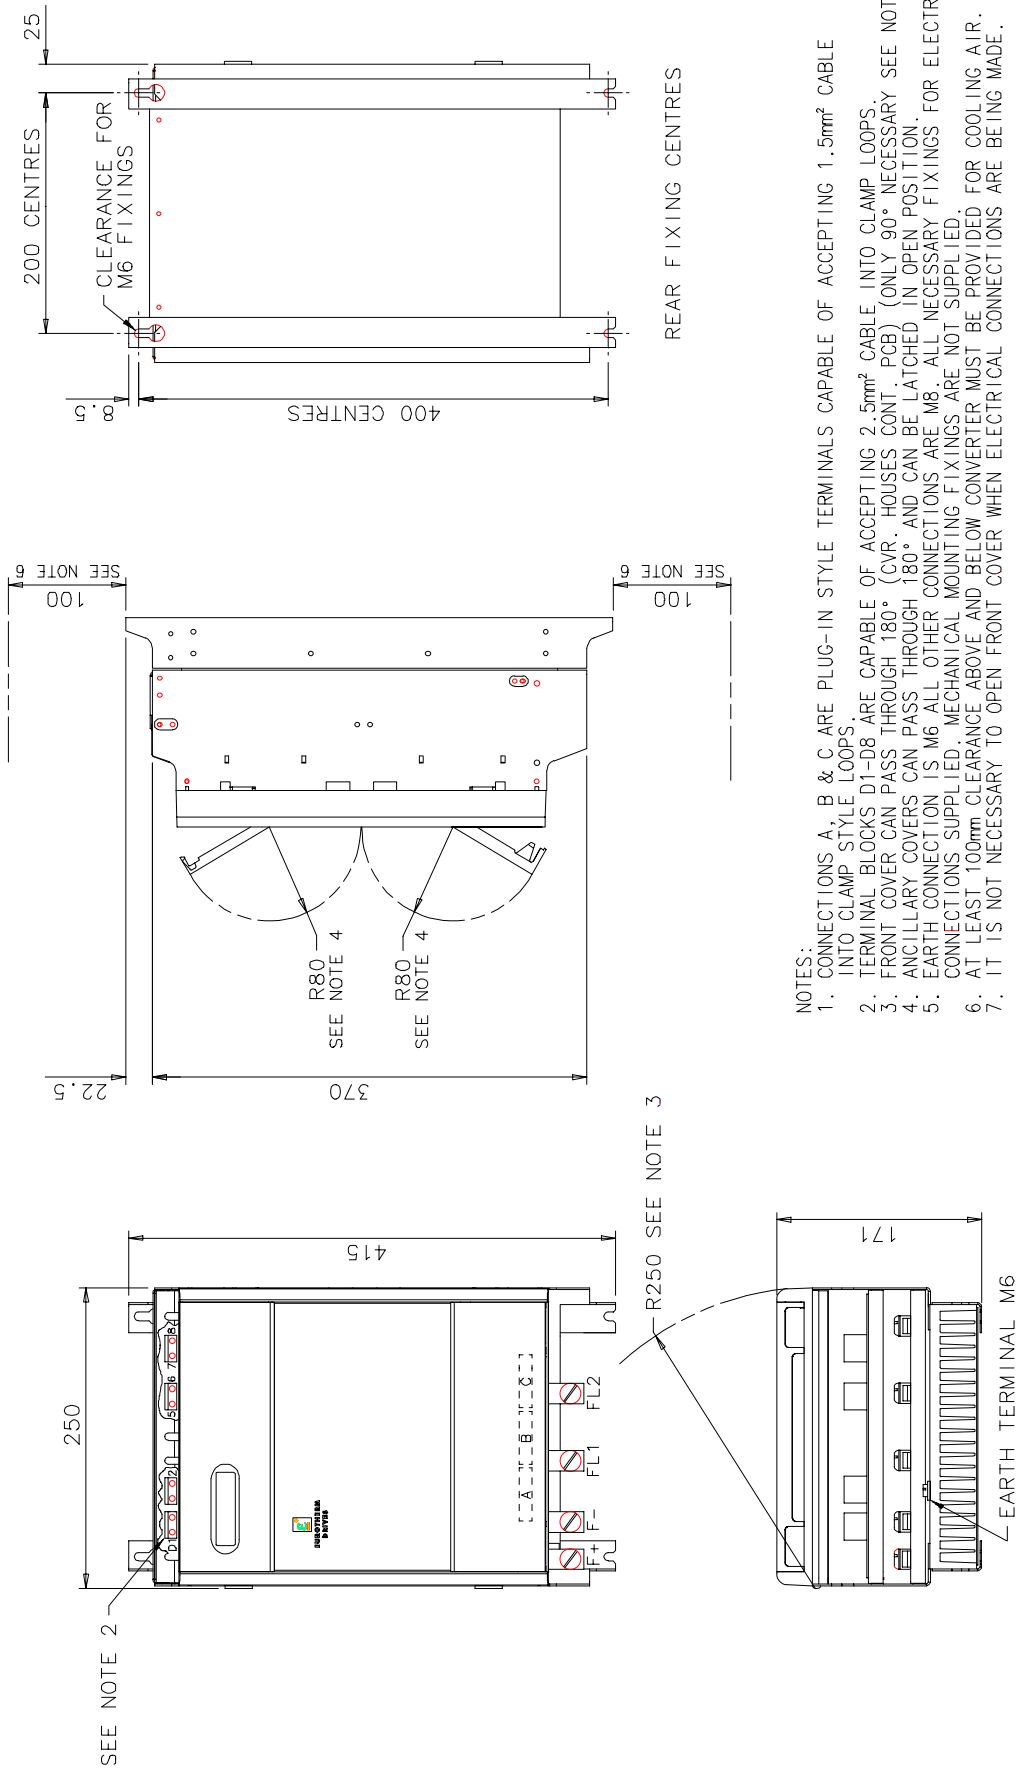 SEE NOTE 2
250
415
D1
2
5
6
7
8
EUROTHERM
DRIVES
A
B
C
F+
F-
FL1
FL2
R250 SEE NOTE 3
171
EARTH TERMINAL M6
22.5
370
R80
SEE NOTE 4
R80
SEE NOTE 4
100
SEE NOTE 6
100
SEE NOTE 6
200 CENTRES
25
CLEARANCE FOR
M6 FIXINGS
8.5
400 CENTRES
REAR FIXING CENTRES
NOTES:
1. CONNECTIONS A, B & C ARE PLUG-IN STYLE TERMINALS CAPABLE OF ACCEPTING 1.5mm² CABLE
INTO CLAMP STYLE LOOPS.
2. TERMINAL BLOCKS D1-D8 ARE CAPABLE OF ACCEPTING 2.5mm² CABLE INTO CLAMP LOOPS.
3. FRONT COVER CAN PASS THROUGH 180° (CVR. HOUSES CONT. PCB) (ONLY 90° NECESSARY SEE NOT
4. ANCILLARY COVERS CAN PASS THROUGH 180° AND CAN BE LATCHED IN OPEN POSITION.
5. EARTH CONNECTION IS M6 ALL OTHER CONNECTIONS ARE M8. ALL NECESSARY FIXINGS FOR ELECTR
CONNECTIONS SUPPLIED. MECHANICAL MOUNTING FIXINGS ARE NOT SUPPLIED.
6. AT LEAST 100mm CLEARANCE ABOVE AND BELOW CONVERTER MUST BE PROVIDED FOR COOLING AIR.
7. IT IS NOT NECESSARY TO OPEN FRONT COVER WHEN ELECTRICAL CONNECTIONS ARE BEING MADE.